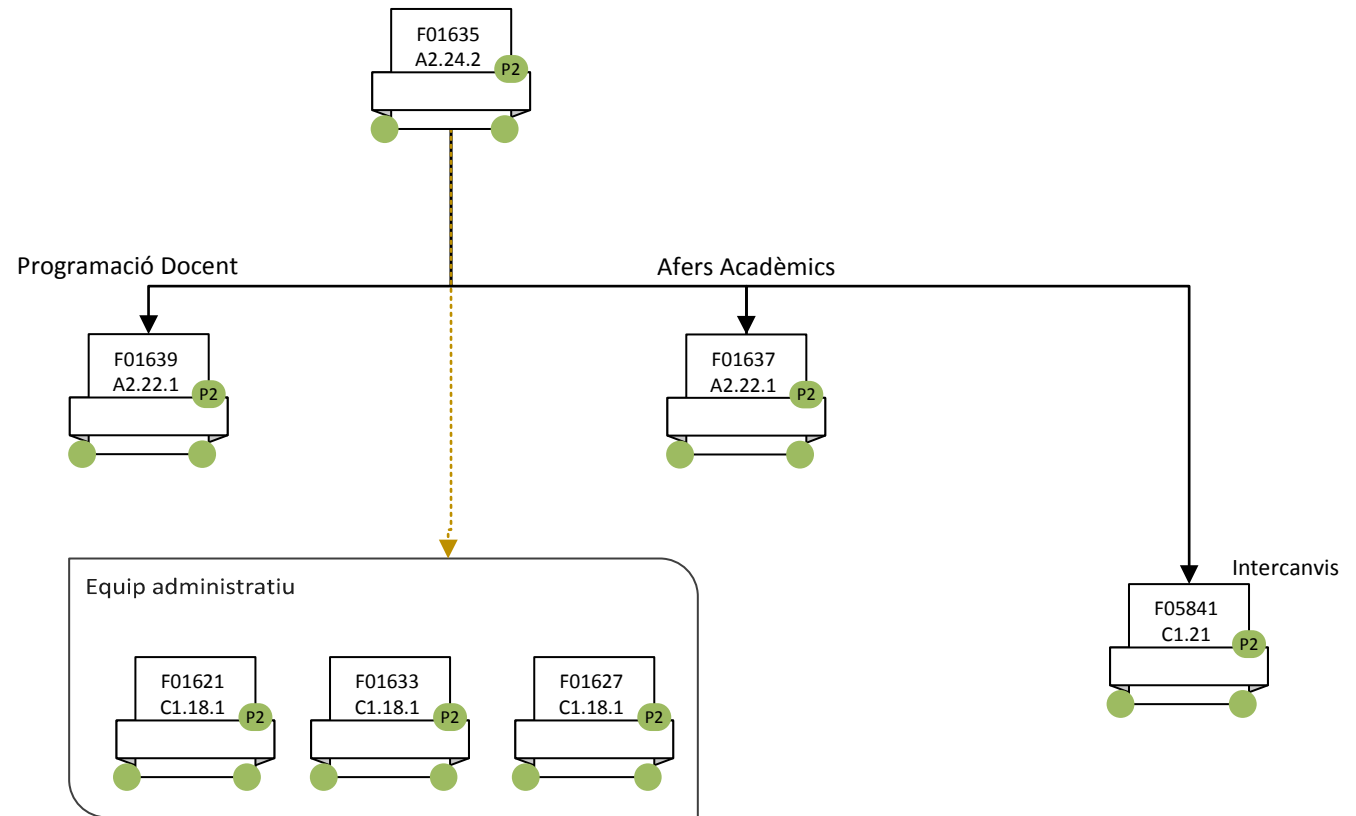 F01635
A2.24.2
P2
Programació Docent
Afers Acadèmics
F01639
A2.22.1
P2
F01637
A2.22.1
P2
Intercanvis
F05841
C1.21
P2
Equip administratiu
F01621
C1.18.1
P2
F01633
C1.18.1
P2
F01627
C1.18.1
P2